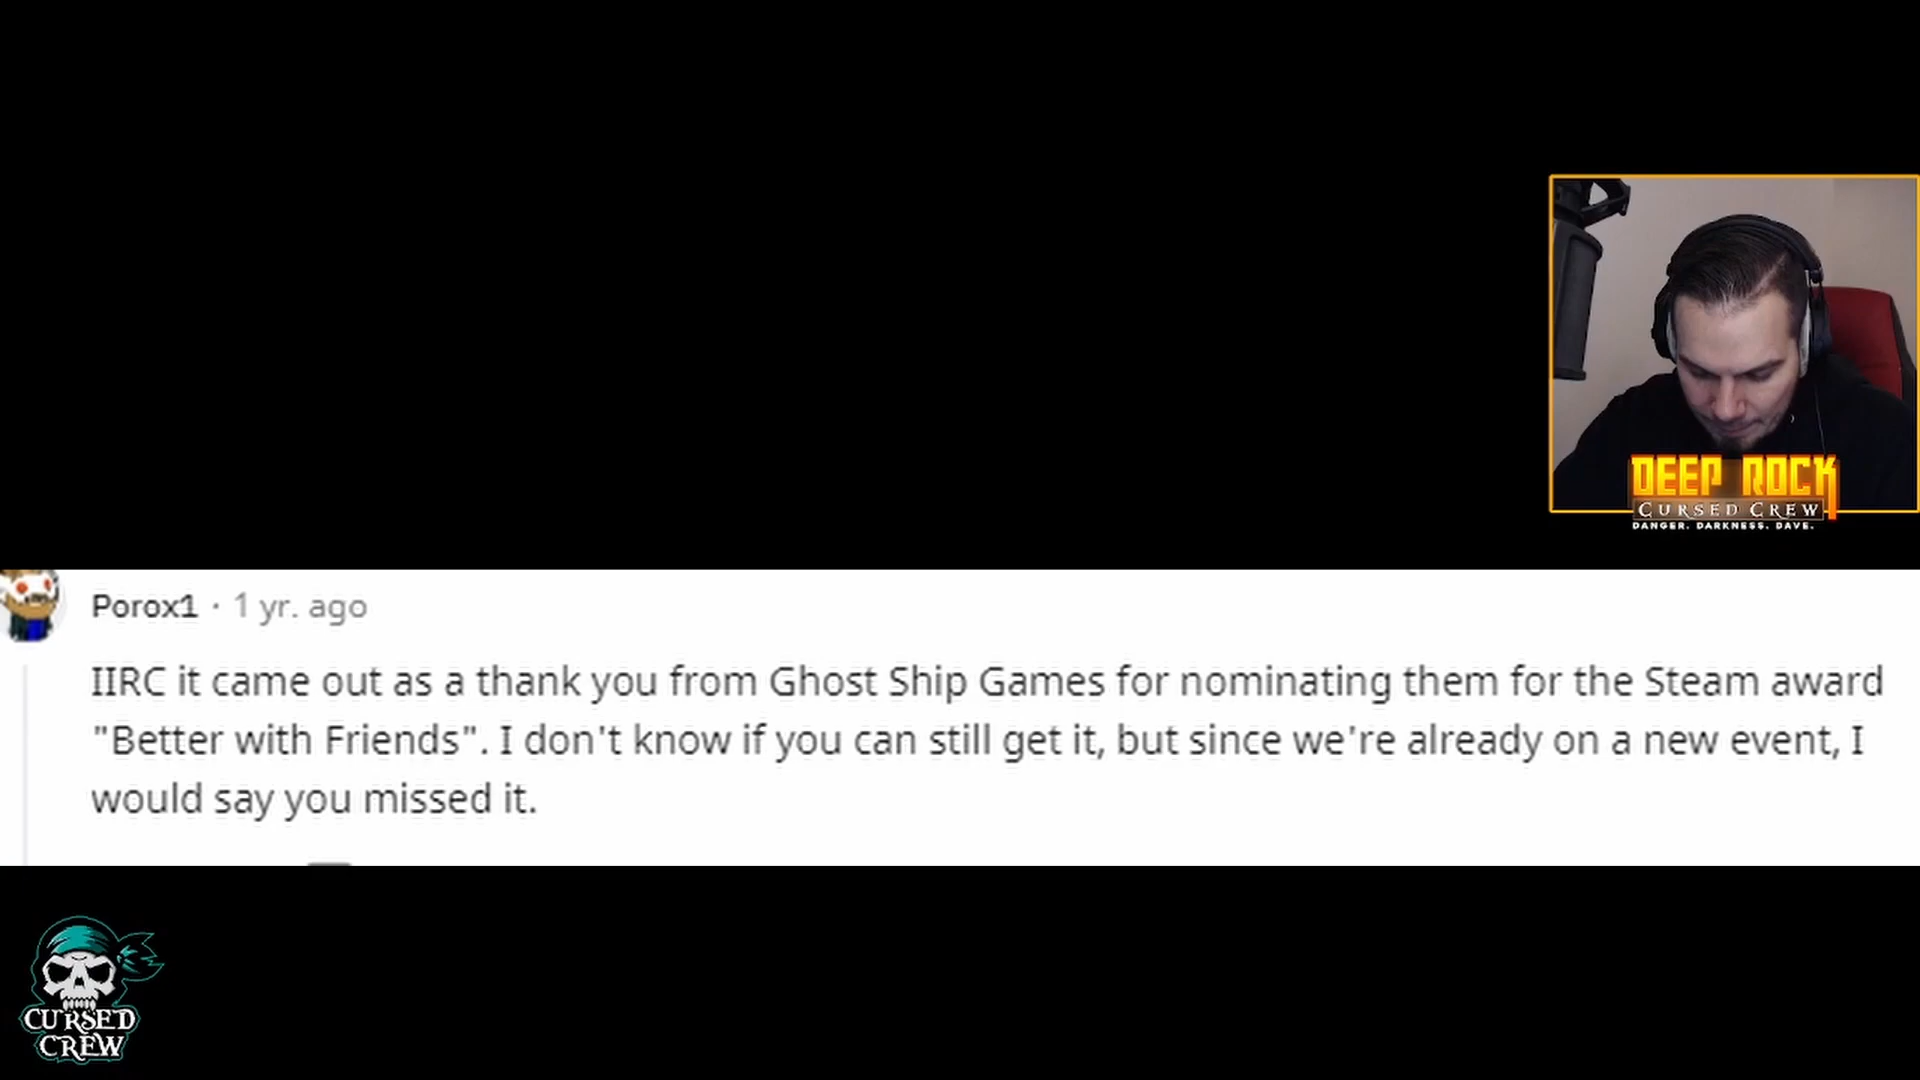 DEEP ROCK
CURSED CREW
DANGER. DARKNESS. DAVE.
Porox1 · 1 yr. ago
IIRC it came out as a thank you from Ghost Ship Games for nominating them for the Steam award
"Better with Friends". I don't know if you can still get it, but since we're already on a new event, I
would say you missed it.
CURSED
CREW